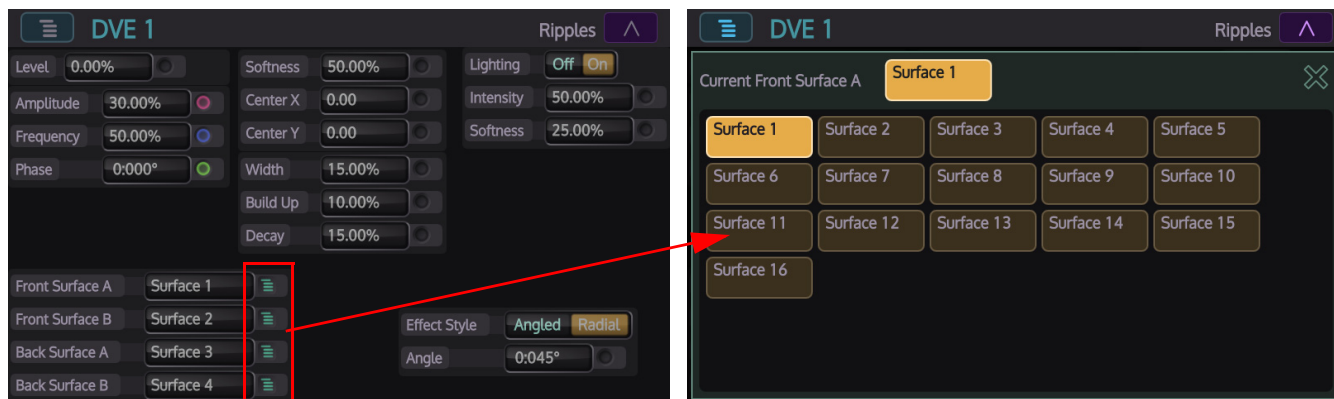 DVE 1
Ripples
Level 0.00%
Amplitude 30.00%
Frequency 50.00%
Phase 0:000°
Softness 50.00%
Center X 0.00
Center Y 0.00
Width 15.00%
Build Up 10.00%
Decay 15.00%
Lighting Off On
Intensity 50.00%
Softness 25.00%
Front Surface A Surface 1
Front Surface B Surface 2
Back Surface A Surface 3
Back Surface B Surface 4
Effect Style Angled Radial
Angle 0:045°
DVE 1
Ripples
Current Front Surface A Surface 1
Surface 1 Surface 2 Surface 3 Surface 4 Surface 5
Surface 6 Surface 7 Surface 8 Surface 9 Surface 10
Surface 11 Surface 12 Surface 13 Surface 14 Surface 15
Surface 16